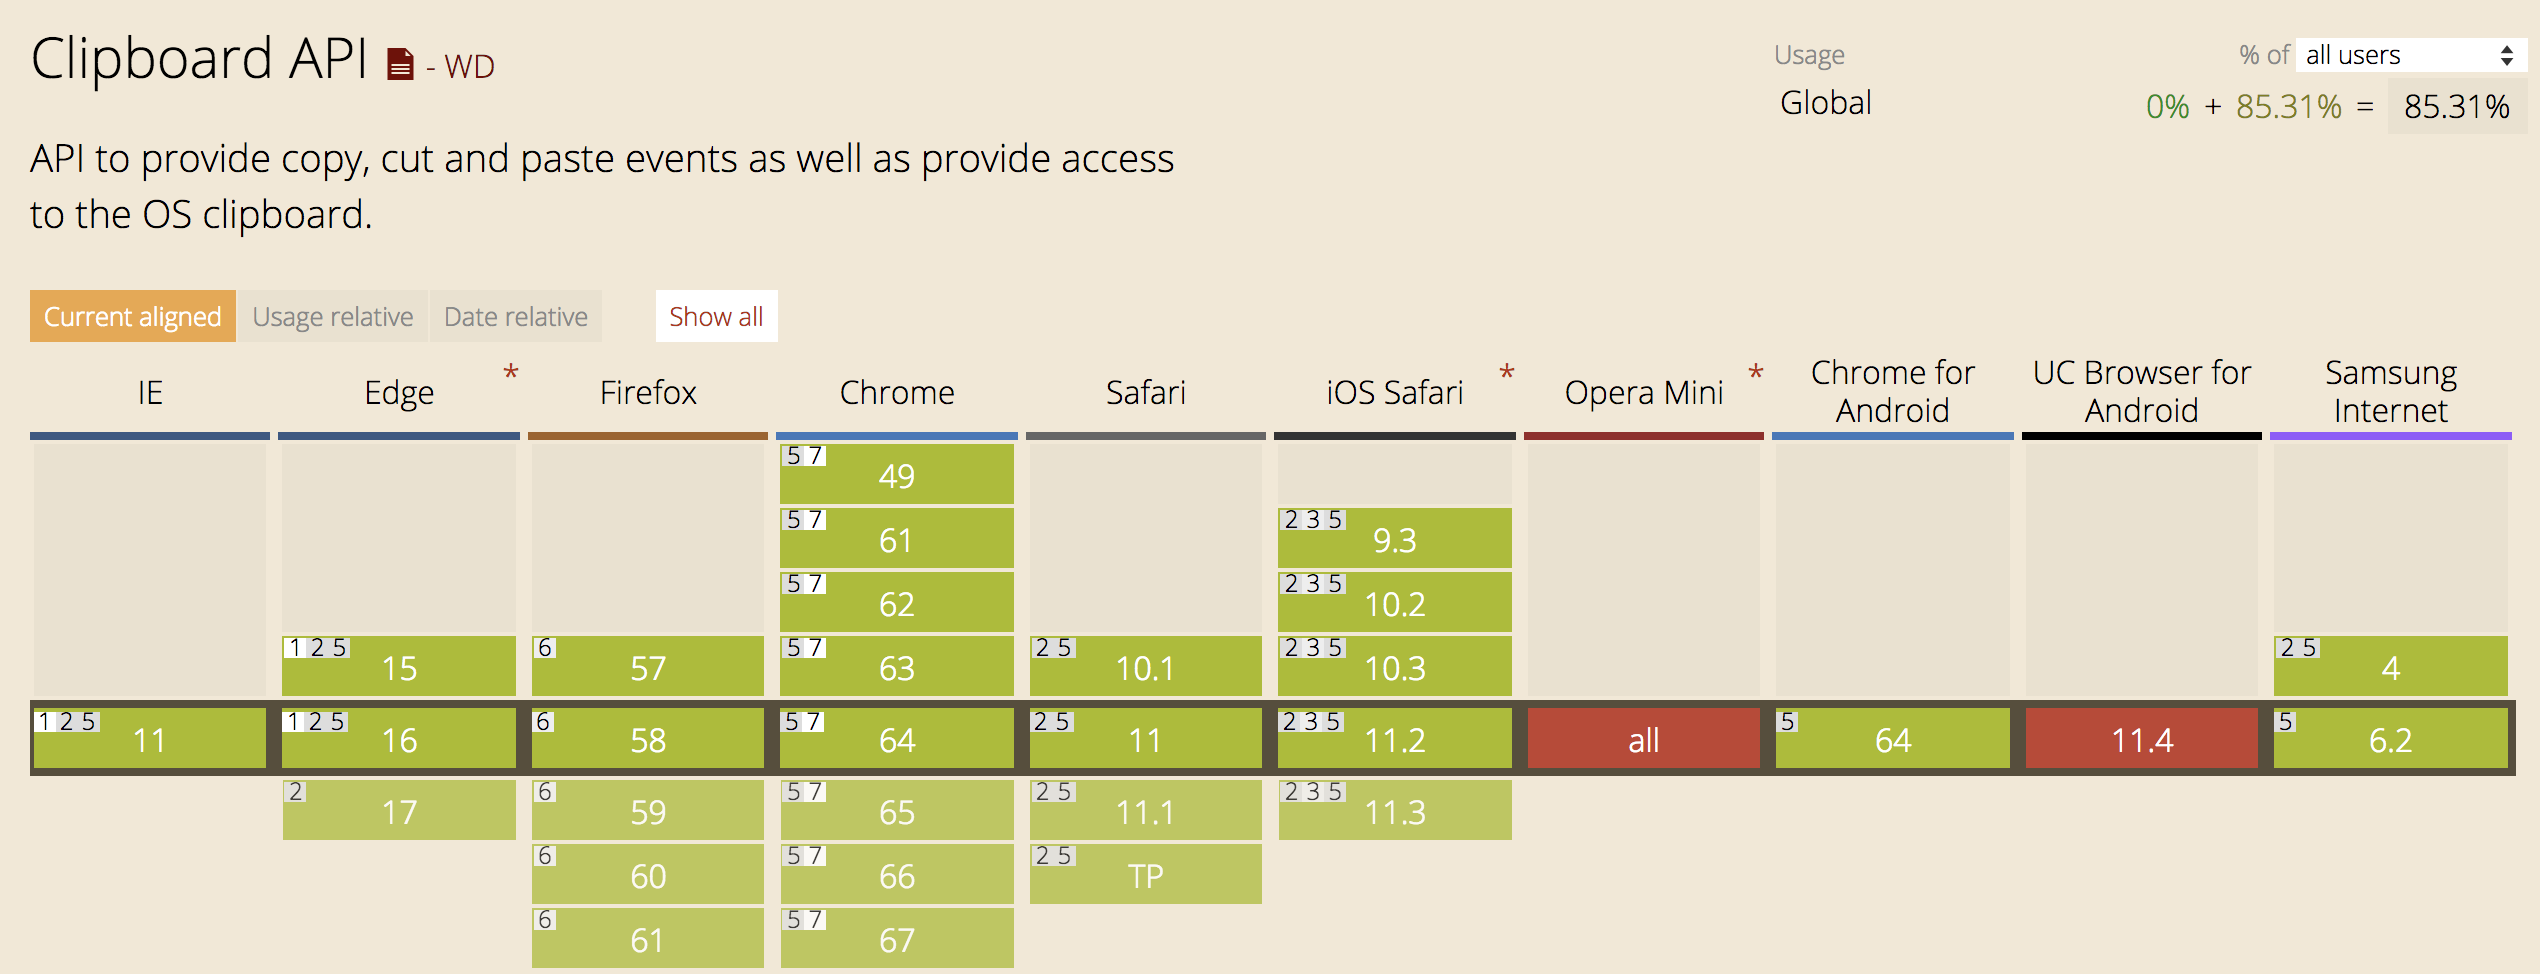 Clipboard API - WD
Usage % of all users
Global 0% + 85.31% = 85.31%
API to provide copy, cut and paste events as well as provide access
to the OS clipboard.
Current aligned Usage relative Date relative Show all
IE Edge * Firefox Chrome Safari iOS Safari * Opera Mini * Chrome for Android UC Browser for Android Samsung Internet
5 7 49
5 7 61 2 3 5 9.3
5 7 62 2 3 5 10.2
1 2 5 15 6 57 5 7 63 2 5 10.1 2 3 5 10.3 2 5 4
1 2 5 11 1 2 5 16 6 58 5 7 64 2 5 11 2 3 5 11.2 all 5 64 11.4 5 6.2
2 17 6 59 5 7 65 2 5 11.1 2 3 5 11.3
6 60 5 7 66 2 5 TP
6 61 5 7 67